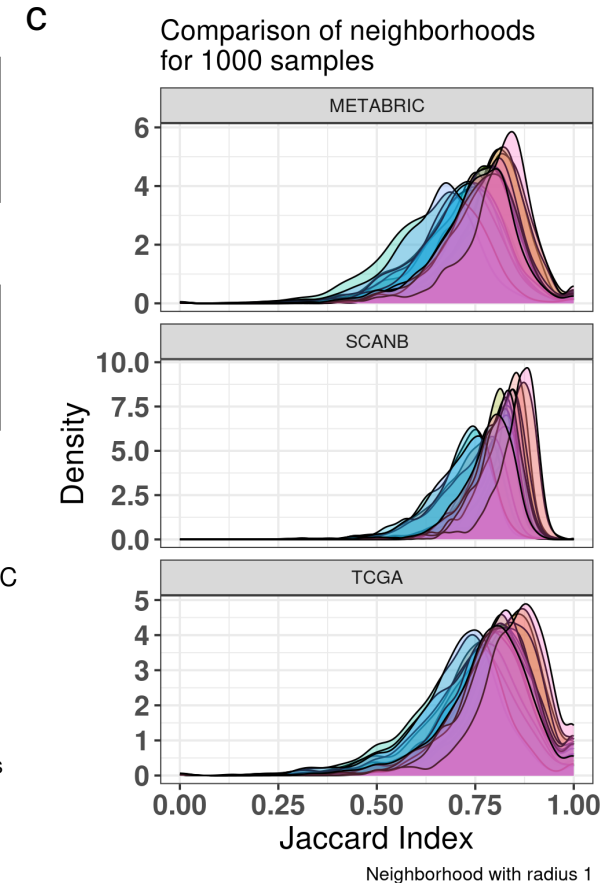 C
Comparison of neighborhoods
for 1000 samples
METABRIC
6
4
2
0
SCANB
10.0
7.5
5.0
2.5
0.0
Density
C
TCGA
5
4
3
2
1
0
s
0.00 0.25 0.50 0.75 1.00
Jaccard Index
Neighborhood with radius 1